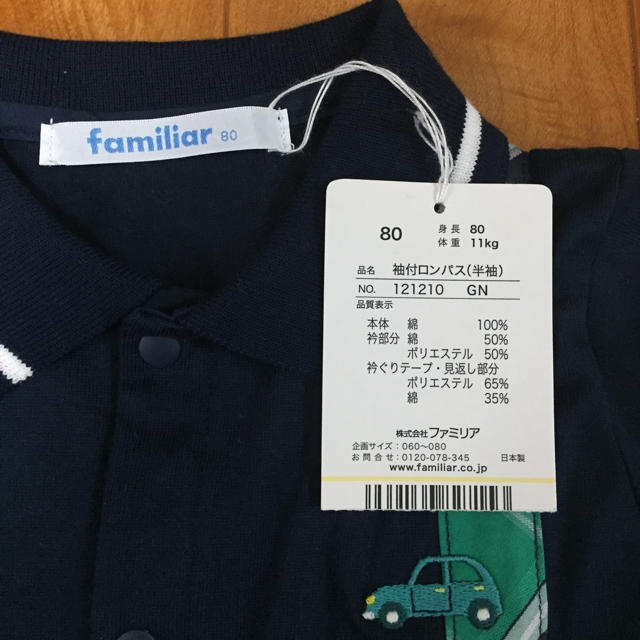 familiar 80
80 身長 80
体重 11kg
品名 袖付ロンパス(半袖)
NO. 121210 GN
品質表示
本体 綿 100%
衿部分 綿 50%
ポリエステル 50%
衿ぐりテープ・見返し部分
ポリエステル 65%
綿 35%
株式会社ファミリア
企画サイズ:060〜080
お問合せ:0120-078-345 日本製
www.familiar.co.jp